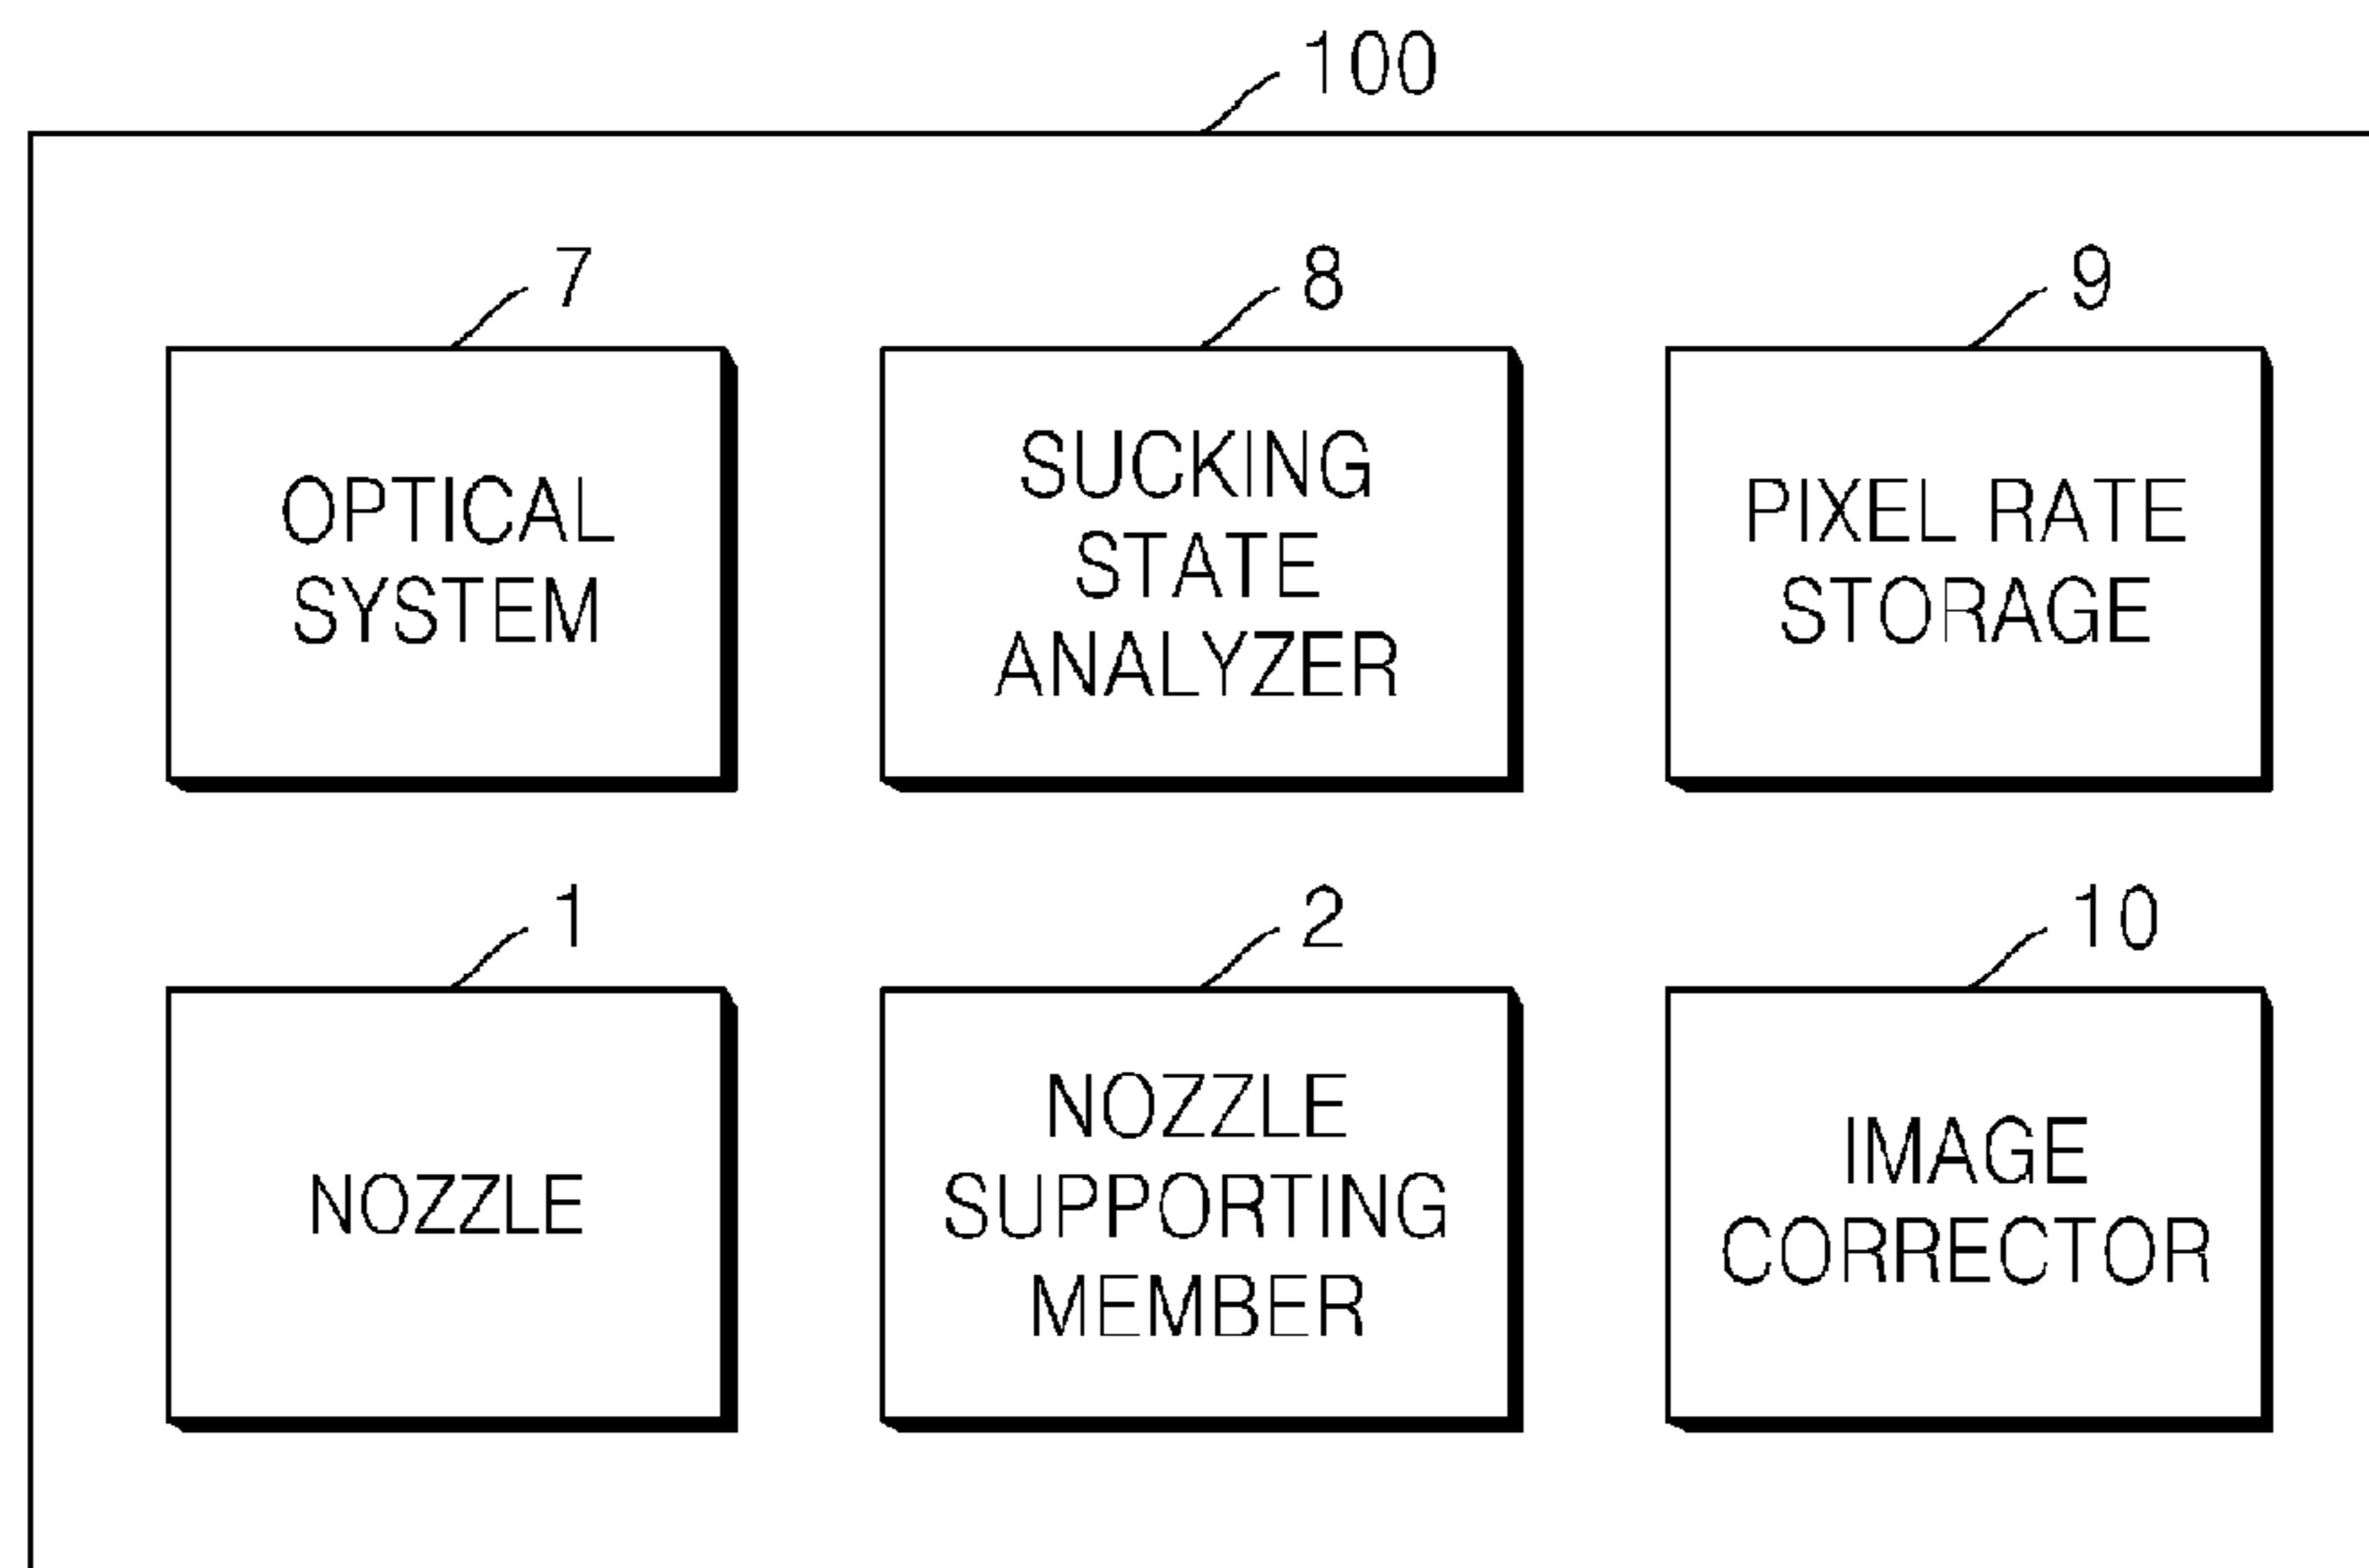 100
7
OPTICAL
SYSTEM
8
SUCKING
STATE
ANALYZER
9
PIXEL RATE
STORAGE
1
NOZZLE
2
NOZZLE
SUPPORTING
MEMBER
10
IMAGE
CORRECTOR